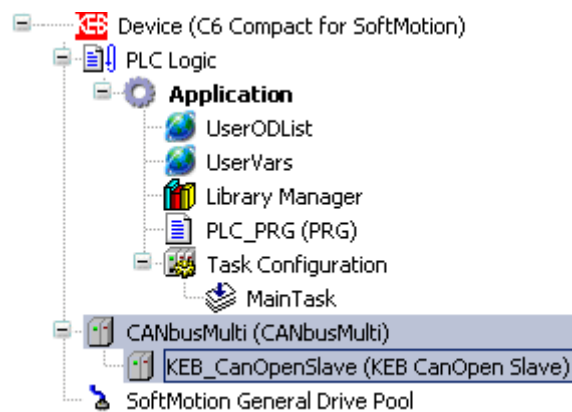 KEB Device (C6 Compact for SoftMotion)
PLC Logic
Application
UserODList
UserVars
Library Manager
PLC_PRG (PRG)
Task Configuration
MainTask
CANbusMulti (CANbusMulti)
KEB_CanOpenSlave (KEB CanOpen Slave)
SoftMotion General Drive Pool